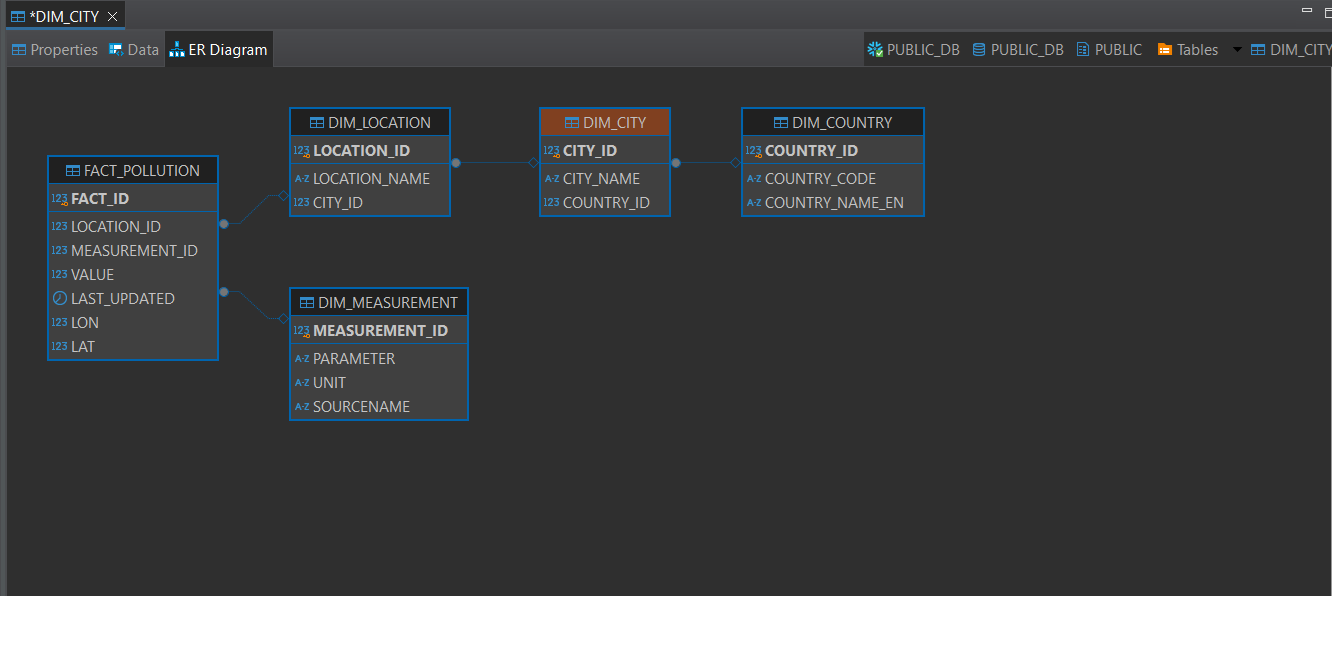 *DIM_CITY
Properties Data ER Diagram
PUBLIC_DB PUBLIC_DB PUBLIC Tables DIM_CITY
FACT_POLLUTION
123 FACT_ID
123 LOCATION_ID
123 MEASUREMENT_ID
123 VALUE
LAST_UPDATED
123 LON
123 LAT
DIM_LOCATION
123 LOCATION_ID
A-Z LOCATION_NAME
123 CITY_ID
DIM_CITY
123 CITY_ID
A-Z CITY_NAME
123 COUNTRY_ID
DIM_COUNTRY
123 COUNTRY_ID
A-Z COUNTRY_CODE
A-Z COUNTRY_NAME_EN
DIM_MEASUREMENT
123 MEASUREMENT_ID
A-Z PARAMETER
A-Z UNIT
A-Z SOURCENAME